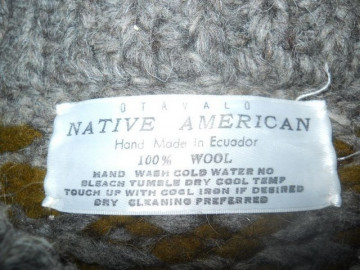 OTAVALO
NATIVE AMERICAN
Hand Made In Ecuador
100% WOOL
HAND WASH COLD WATER NO
BLEACH TUMBLE DRY COOL TEMP
TOUCH UP WITH COOL IRON IF DESIRED
DRY CLEANING PREFERRED